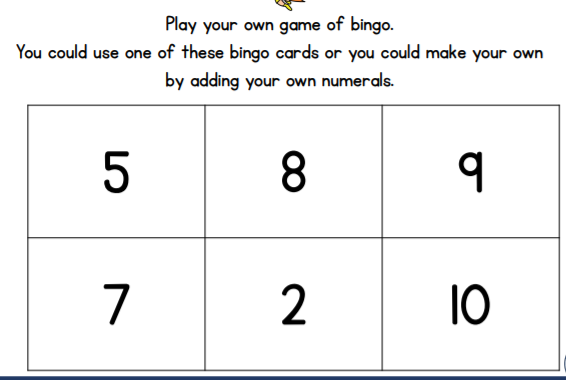 Play your own game of bingo.
You could use one of these bingo cards or you could make your own
by adding your own numerals.
5 8 9
7 2 10